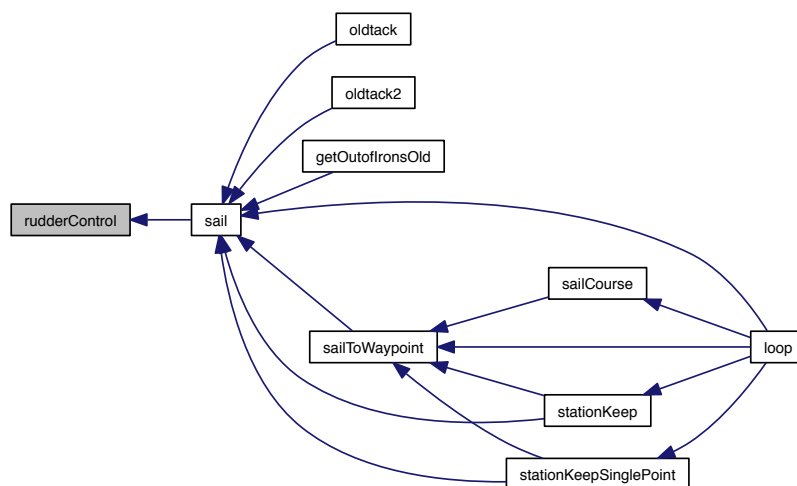 oldtack
oldtack2
getOutofIronsOld
rudderControl
sail
sailCourse
sailToWaypoint
loop
stationKeep
stationKeepSinglePoint